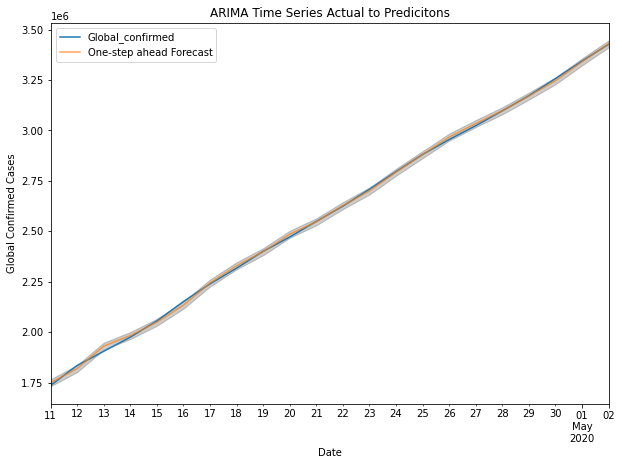 ARIMA Time Series Actual to Predicitons
1e6
Global_confirmed
One-step ahead Forecast
3.50
3.25
3.00
2.75
2.50
2.25
2.00
1.75
Global Confirmed Cases
11 12 13 14 15 16 17 18 19 20 21 22 23 24 25 26 27 28 29 30 01 02
May
2020
Date